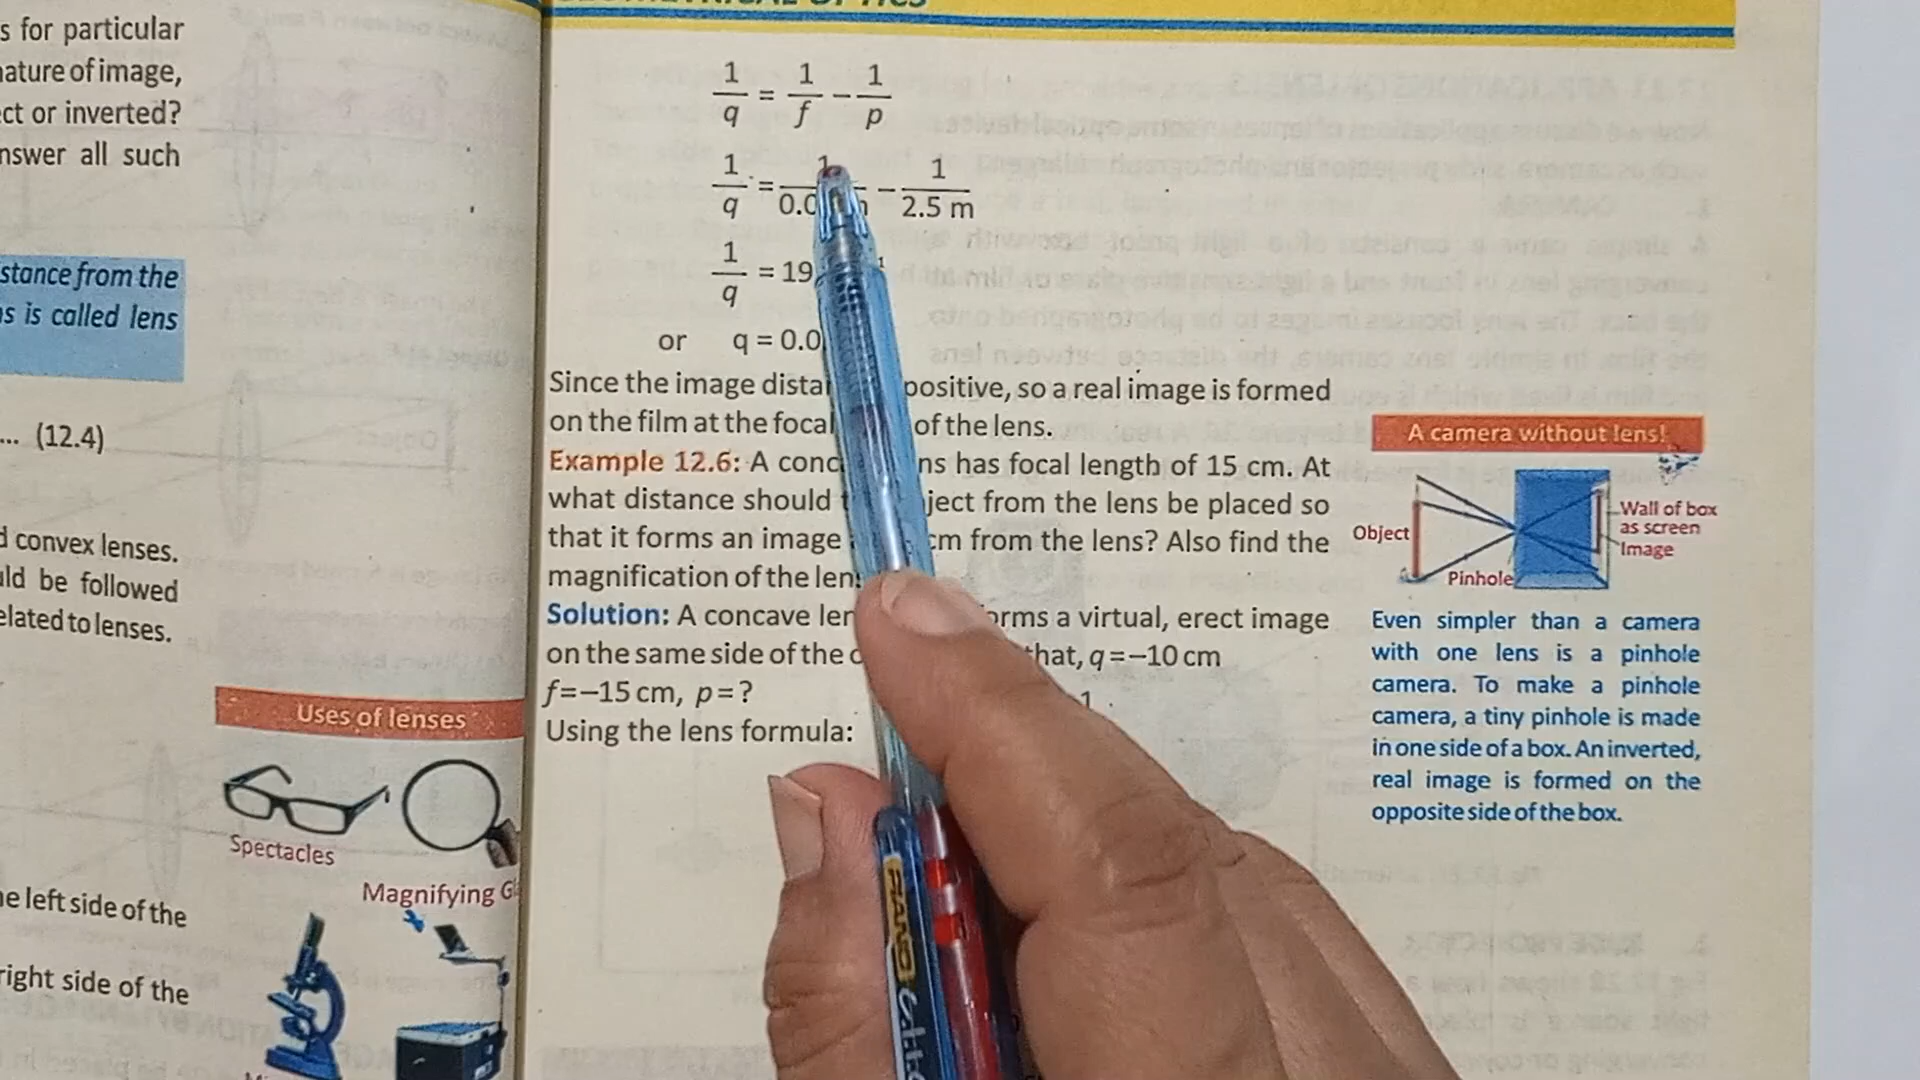 s for particular
nature of image,
ct or inverted?
nswer all such
stance from the
s is called lens
... (12.4)
d convex lenses.
uld be followed
elated to lenses.
Uses of lenses
Spectacles
Magnifying G
he left side of the
right side of the
1/q = 1/f − 1/p
1/q = 1/0.0 − 1/2.5 m
1/q = 19
or q = 0.0
Since the image positive, so a real image is formed
on the film at the focal of the lens.
Example 12.6: A has focal length of 15 cm. At
what distance should from the lens be placed so
that it forms an image cm from the lens? Also find the
magnification of the
Solution: A concave a virtual, erect image
on the same side of the that, q=−10 cm
f=−15 cm, p=?
Using the lens formula:
A camera without lens!
Object
Wall of box
as screen
Image
Pinhole
Even simpler than a camera
with one lens is a pinhole
camera. To make a pinhole
camera, a tiny pinhole is made
in one side of a box. An inverted,
real image is formed on the
opposite side of the box.
PIANO